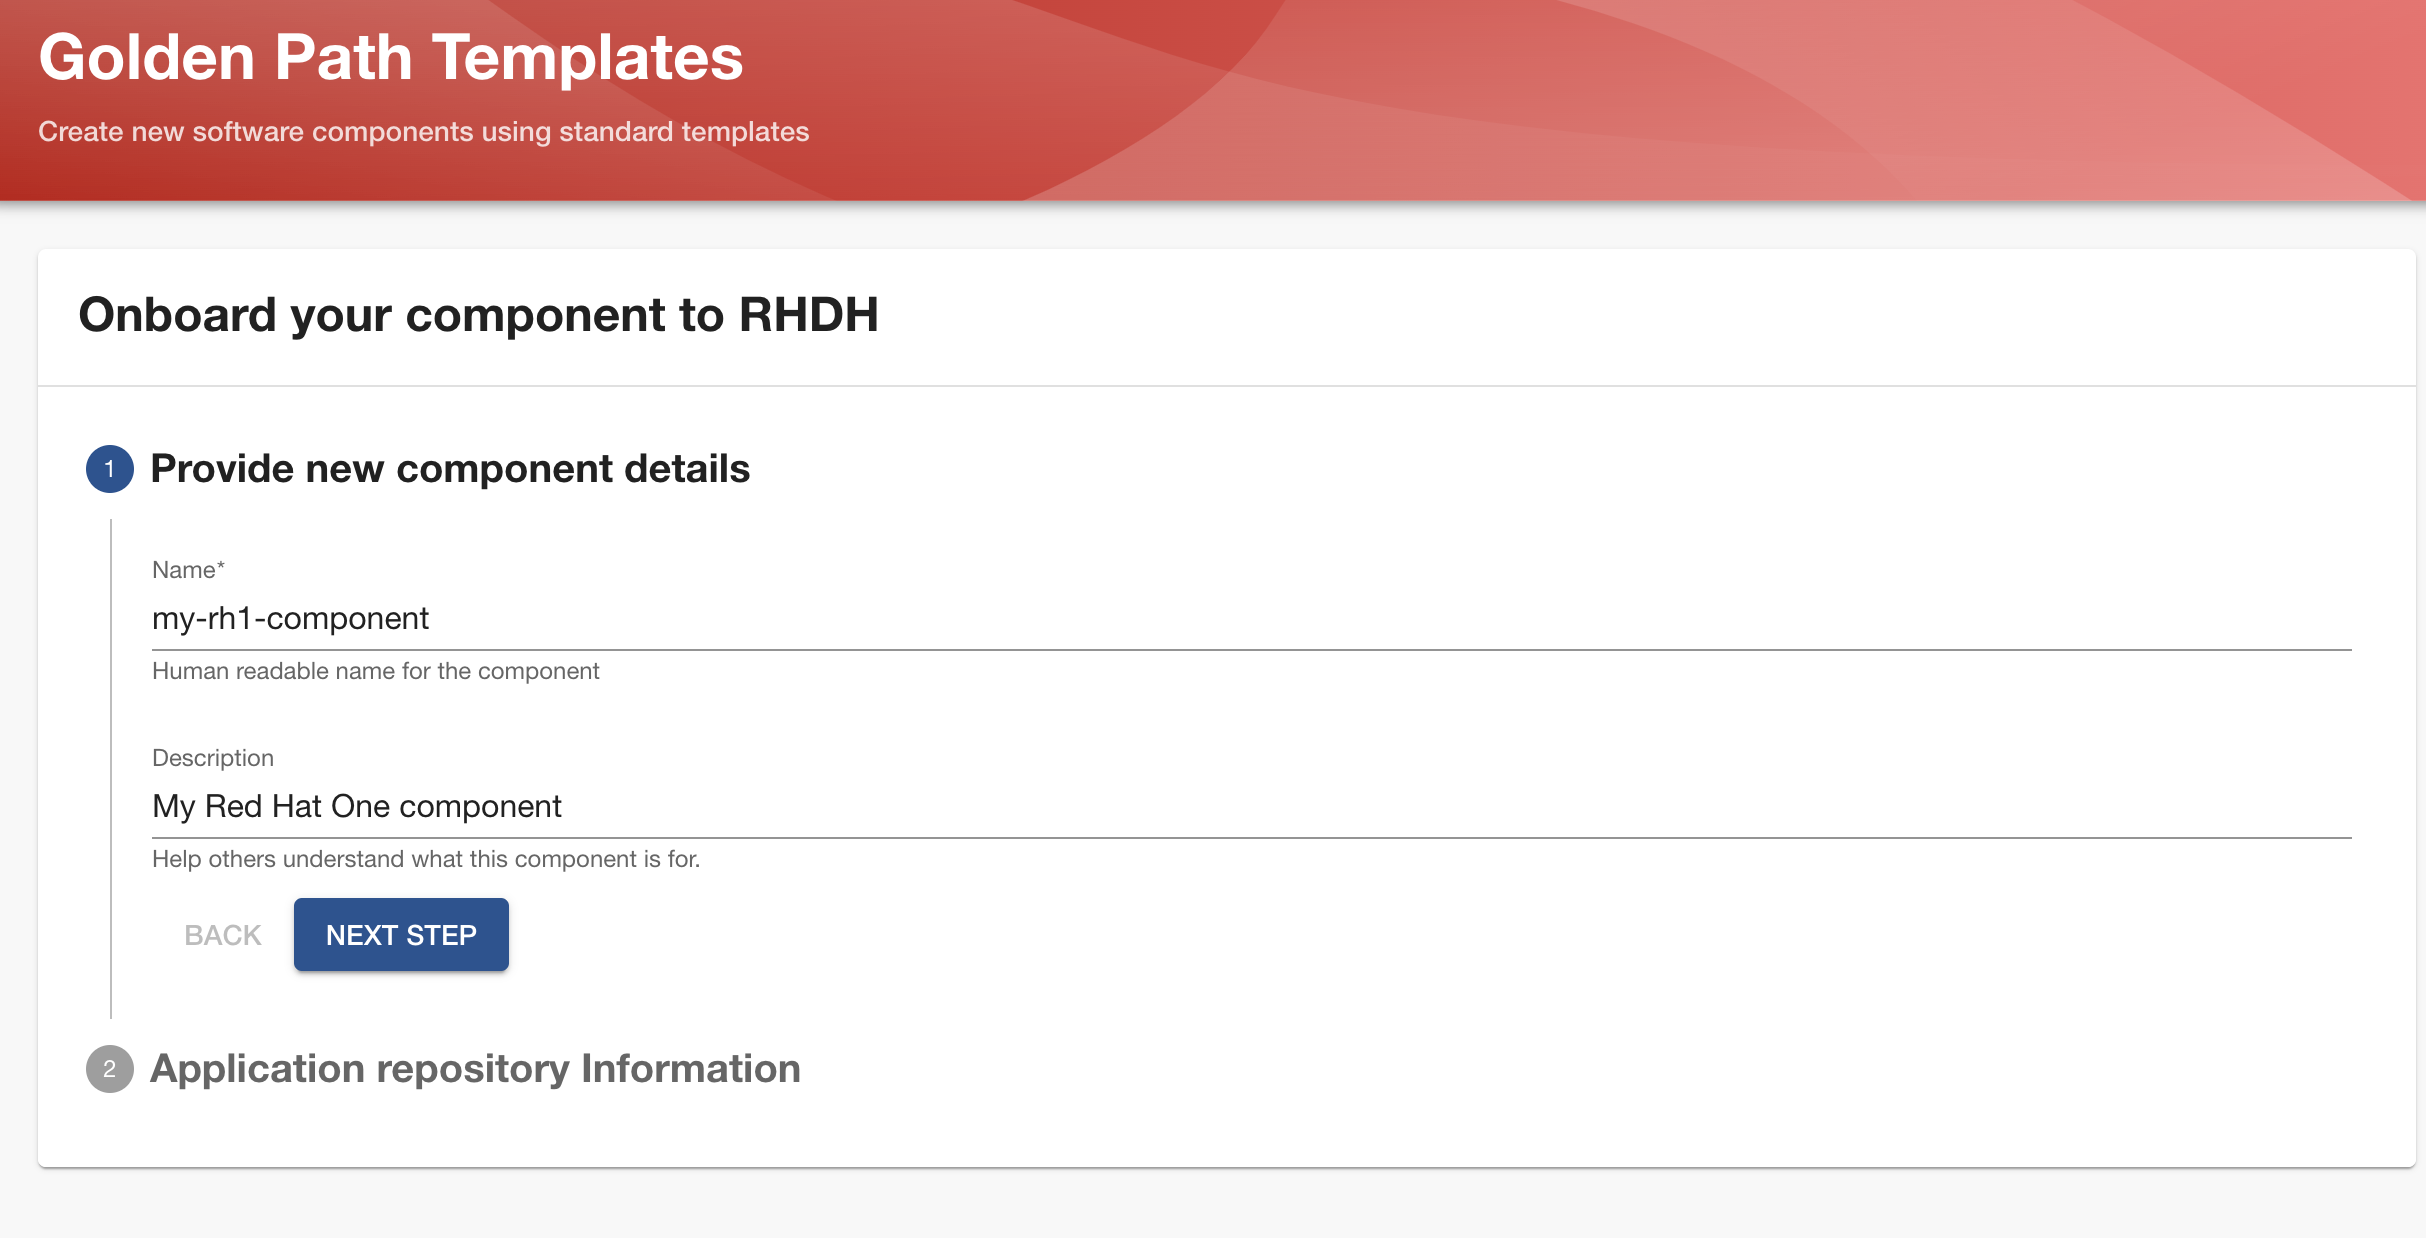 Golden Path Templates
Create new software components using standard templates
Onboard your component to RHDH
1 Provide new component details
Name*
my-rh1-component
Human readable name for the component
Description
My Red Hat One component
Help others understand what this component is for.
BACK NEXT STEP
2 Application repository Information